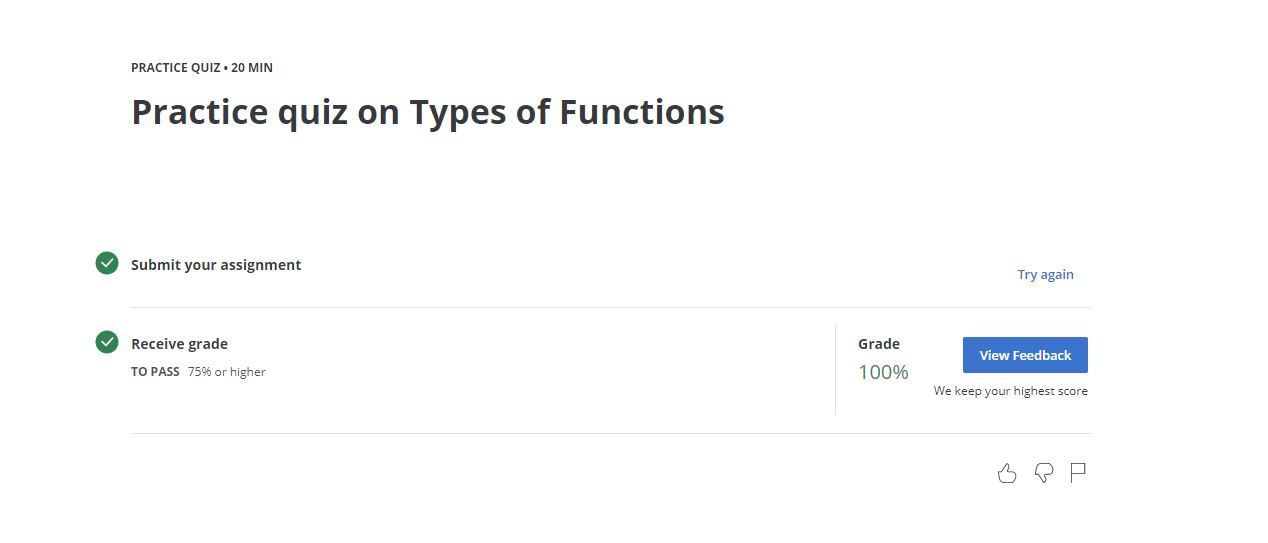 PRACTICE QUIZ • 20 MIN
Practice quiz on Types of Functions
Submit your assignment
Try again
Receive grade
TO PASS 75% or higher
Grade
100%
View Feedback
We keep your highest score